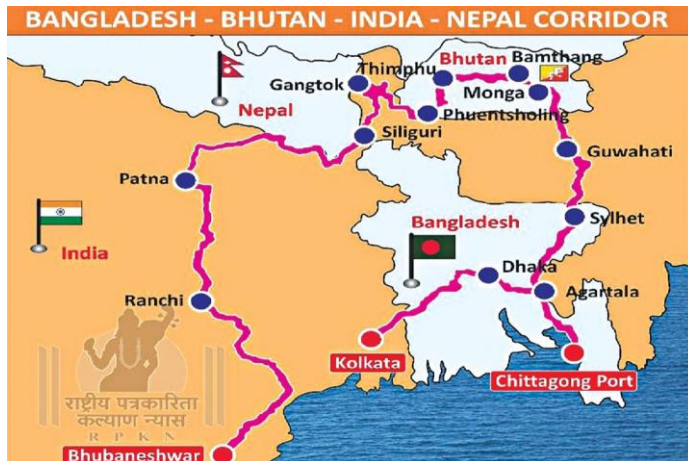 BANGLADESH - BHUTAN - INDIA - NEPAL CORRIDOR
Thimphu
Bhutan
Bamthang
Gangtok
Monga
Nepal
Phuentsholing
Siliguri
Guwahati
Patna
Bangladesh
Sylhet
India
Dhaka
Ranchi
Agartala
Kolkata
Chittagong Port
राष्ट्रीय पत्रकारिता
कल्याण न्यास
R P K N
Bhubaneshwar